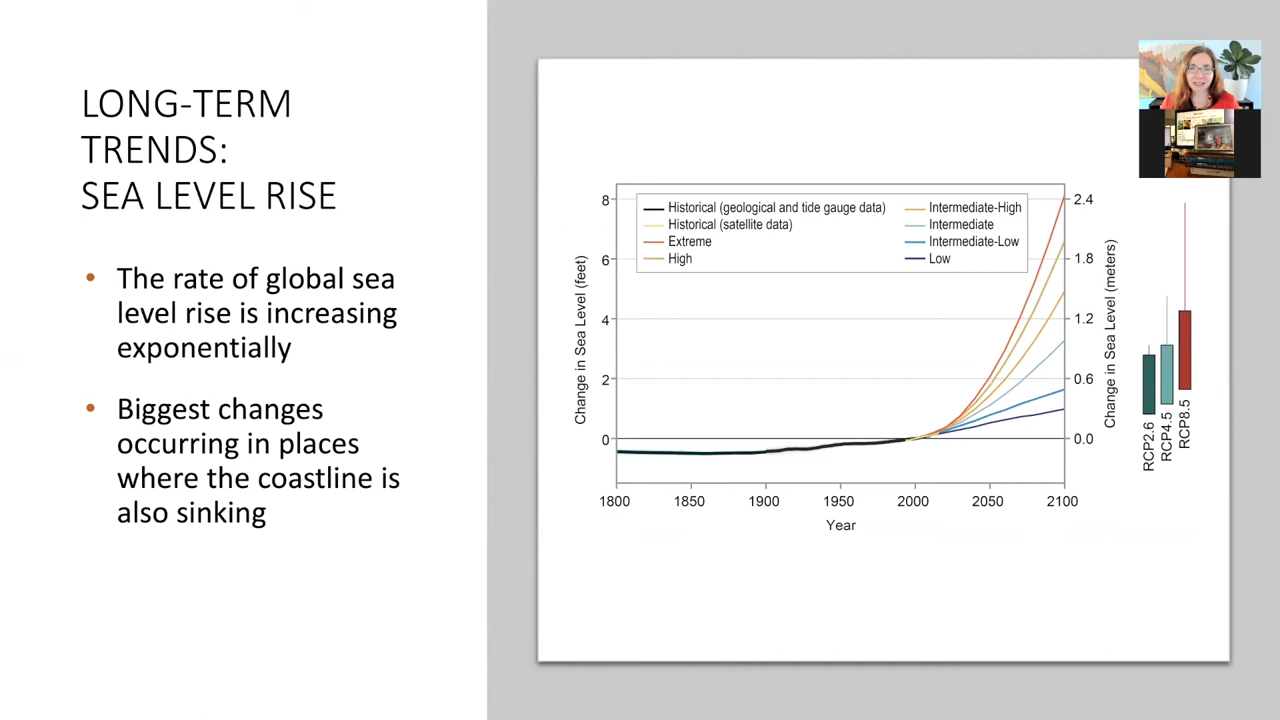 LONG-TERM
TRENDS:
SEA LEVEL RISE
• The rate of global sea
level rise is increasing
exponentially
• Biggest changes
occurring in places
where the coastline is
also sinking
Historical (geological and tide gauge data)
Historical (satellite data)
Extreme
High
Intermediate-High
Intermediate
Intermediate-Low
Low
Change in Sea Level (feet)
8
6
4
2
0
2.4
1.8
1.2
0.6
0.0
Change in Sea Level (meters)
1800 1850 1900 1950 2000 2050 2100
Year
RCP2.6
RCP4.5
RCP8.5